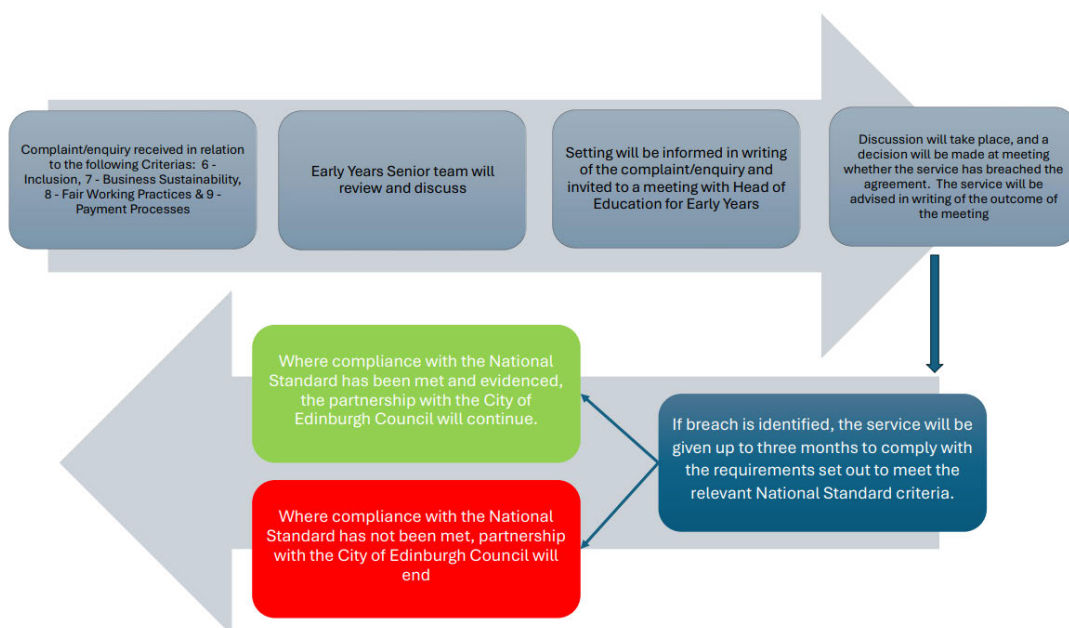 Complaint/enquiry received in relation
to the following Criterias:  6 -
Inclusion, 7 - Business Sustainability,
8 - Fair Working Practices & 9 -
Payment Processes
Early Years Senior team will
review and discuss
Setting will be informed in writing
of the complaint/enquiry and
invited to a meeting with Head of
Education for Early Years
Discussion will take place, and a
decision will be made at meeting
whether the service has breached the
agreement.  The service will be
advised in writing of the outcome of
the meeting
If breach is identified, the service will be
given up to three months to comply with
the requirements set out to meet the
relevant National Standard criteria.
Where compliance with the National
Standard has been met and evidenced,
the partnership with the City of
Edinburgh Council will continue.
Where compliance with the National
Standard has not been met, partnership
with the City of Edinburgh Council will
end